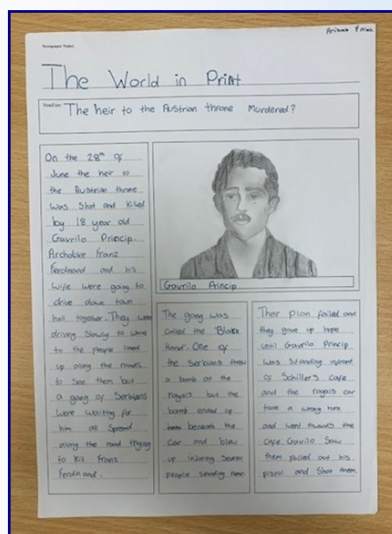 Ariana
Newspaper Name:
The World in Print
Headline: The heir to the Austrian throne Murdered?
On the 28th of
June the heir to
the Austrian throne
was shot and killed
by 18 year old
Gavrilo Princip.
Archduke Franz
Ferdinand and his
wife were going to
drive down town
hall together. They were
driving slowly to wave
to the people lined
up along the roads
to see them but
a gang of Serbians
were waiting for
him all spread
along the road trying
to kill Franz
Ferdinand.
Gavrilo Princip
The gang was
called the 'Black
Hand'. One of
the Serbians threw
a bomb at the
royals but the
bomb ended up
beneath the
car and blew
up injuring seven
people standing near
Their plan failed and
they gave up hope
until Gavrilo Princip
was standing infront
of Schiller's cafe
and the royals car
took a wrong turn
and went towards the
cafe. Gavrilo saw
them pulled out his
pistol and shot them